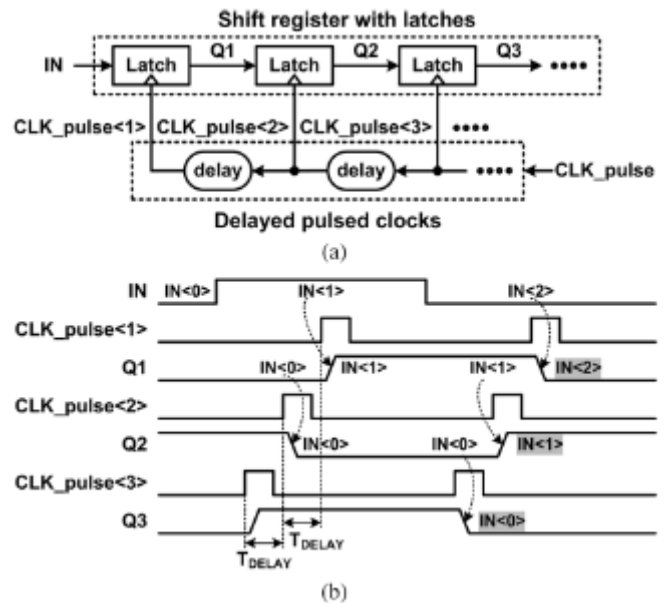 Shift register with latches
IN Latch Q1 Latch Q2 Latch Q3 ••••
CLK_pulse<1> CLK_pulse<2> CLK_pulse<3> ••••
delay delay •••• CLK_pulse
Delayed pulsed clocks
(a)
IN IN<0> IN<1> IN<2>
CLK_pulse<1>
Q1 IN<0> IN<1> IN<1> IN<2>
CLK_pulse<2>
Q2 IN<0> IN<0> IN<1>
CLK_pulse<3>
Q3 IN<0>
TDELAY TDELAY
(b)